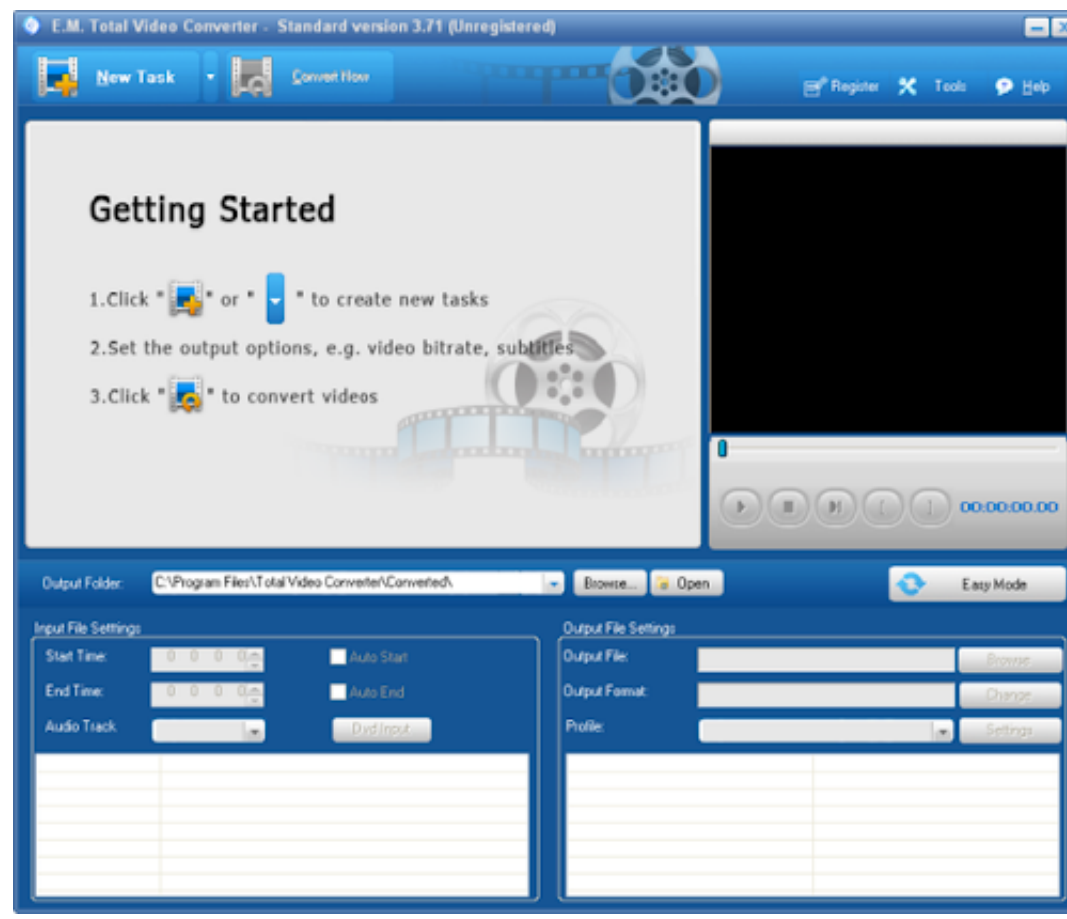 E.M. Total Video Converter - Standard version 3.71 (Unregistered)
New Task
Convert Now
Register
Tools
Help
Getting Started
1.Click " " or " " to create new tasks
2.Set the output options, e.g. video bitrate, subtitles
3.Click " " to convert videos
00:00:00.00
Output Folder: C:\Program Files\Total Video Converter\Converted\ Browse... Open Easy Mode
Input File Settings
Start Time: 0 0 0 0 Auto Start
End Time: 0 0 0 0 Auto End
Audio Track Dvd Input
Output File Settings
Output File: Browse
Output Format: Change
Profile: Settings